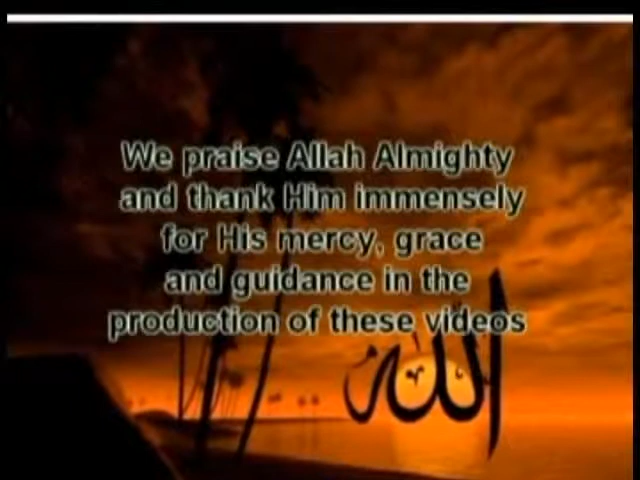 We praise Allah Almighty
and thank Him immensely
for His mercy, grace
and guidance in the
production of these videos
الله